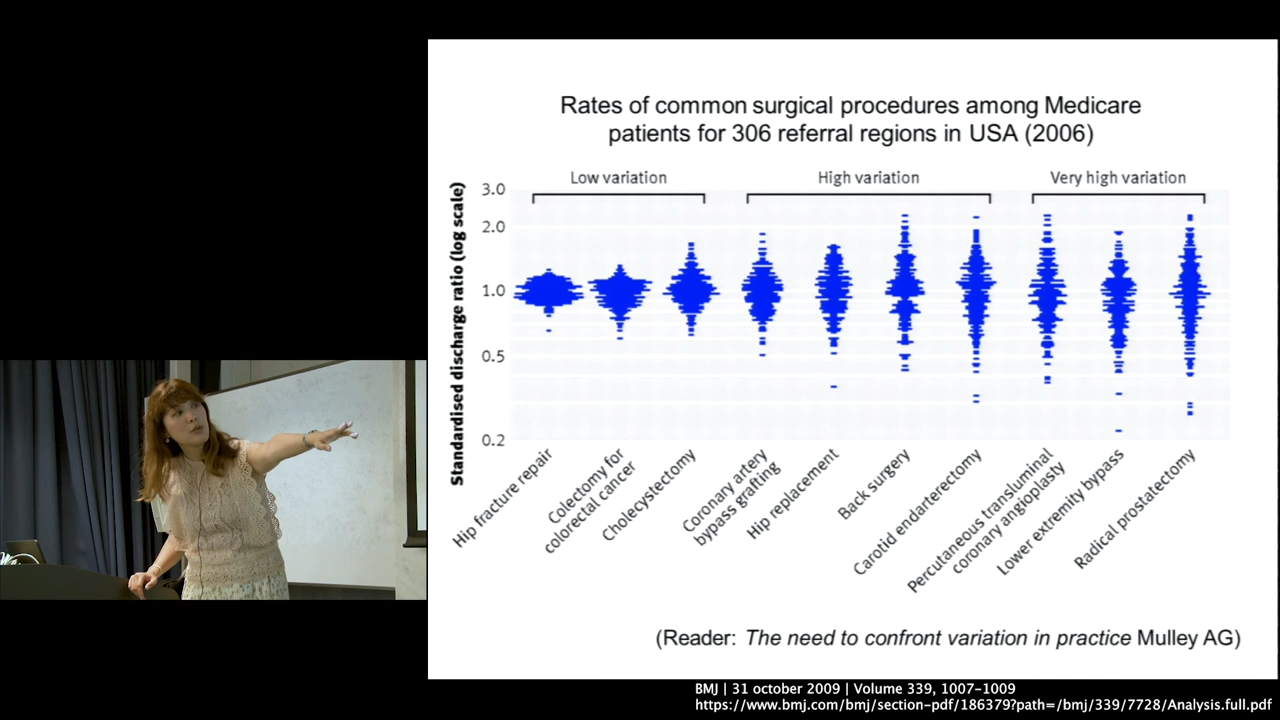 Rates of common surgical procedures among Medicare
patients for 306 referral regions in USA (2006)
Low variation
High variation
Very high variation
Standardised discharge ratio (log scale)
3.0
2.0
1.0
0.5
0.2
Hip fracture repair
Colectomy for
colorectal cancer
Cholecystectomy
Coronary artery
bypass grafting
Hip replacement
Back surgery
Carotid endarterectomy
Percutaneous transluminal
coronary angioplasty
Lower extremity bypass
Radical prostatectomy
(Reader: The need to confront variation in practice Mulley AG)
BMJ | 31 october 2009 | Volume 339, 1007-1009
https://www.bmj.com/bmj/section-pdf/186379?path=/bmj/339/7728/Analysis.full.pdf